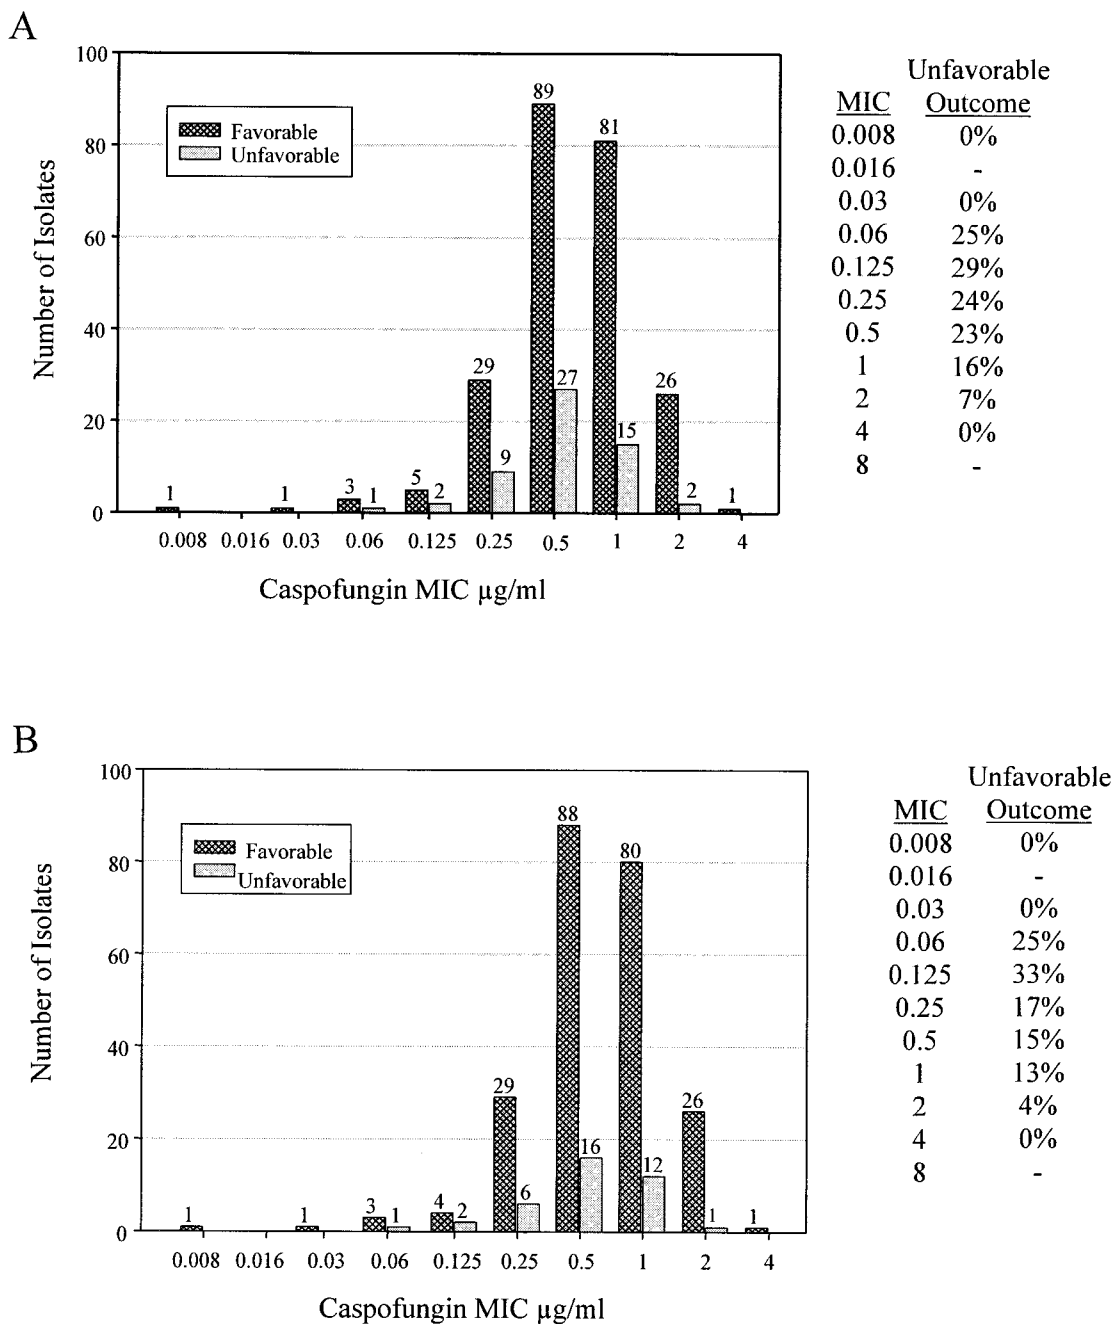 A
100
80
60
40
20
0
Number of Isolates
Favorable
Unfavorable
1 1 3 1 5 2 29 9 89 27 81 15 26 2 1
0.008 0.016 0.03 0.06 0.125 0.25 0.5 1 2 4
Caspofungin MIC µg/ml
Unfavorable
MIC Outcome
0.008 0%
0.016 -
0.03 0%
0.06 25%
0.125 29%
0.25 24%
0.5 23%
1 16%
2 7%
4 0%
8 -
B
100
80
60
40
20
0
Number of Isolates
Favorable
Unfavorable
1 1 3 1 4 2 29 6 88 16 80 12 26 1 1
0.008 0.016 0.03 0.06 0.125 0.25 0.5 1 2 4
Caspofungin MIC µg/ml
Unfavorable
MIC Outcome
0.008 0%
0.016 -
0.03 0%
0.06 25%
0.125 33%
0.25 17%
0.5 15%
1 13%
2 4%
4 0%
8 -